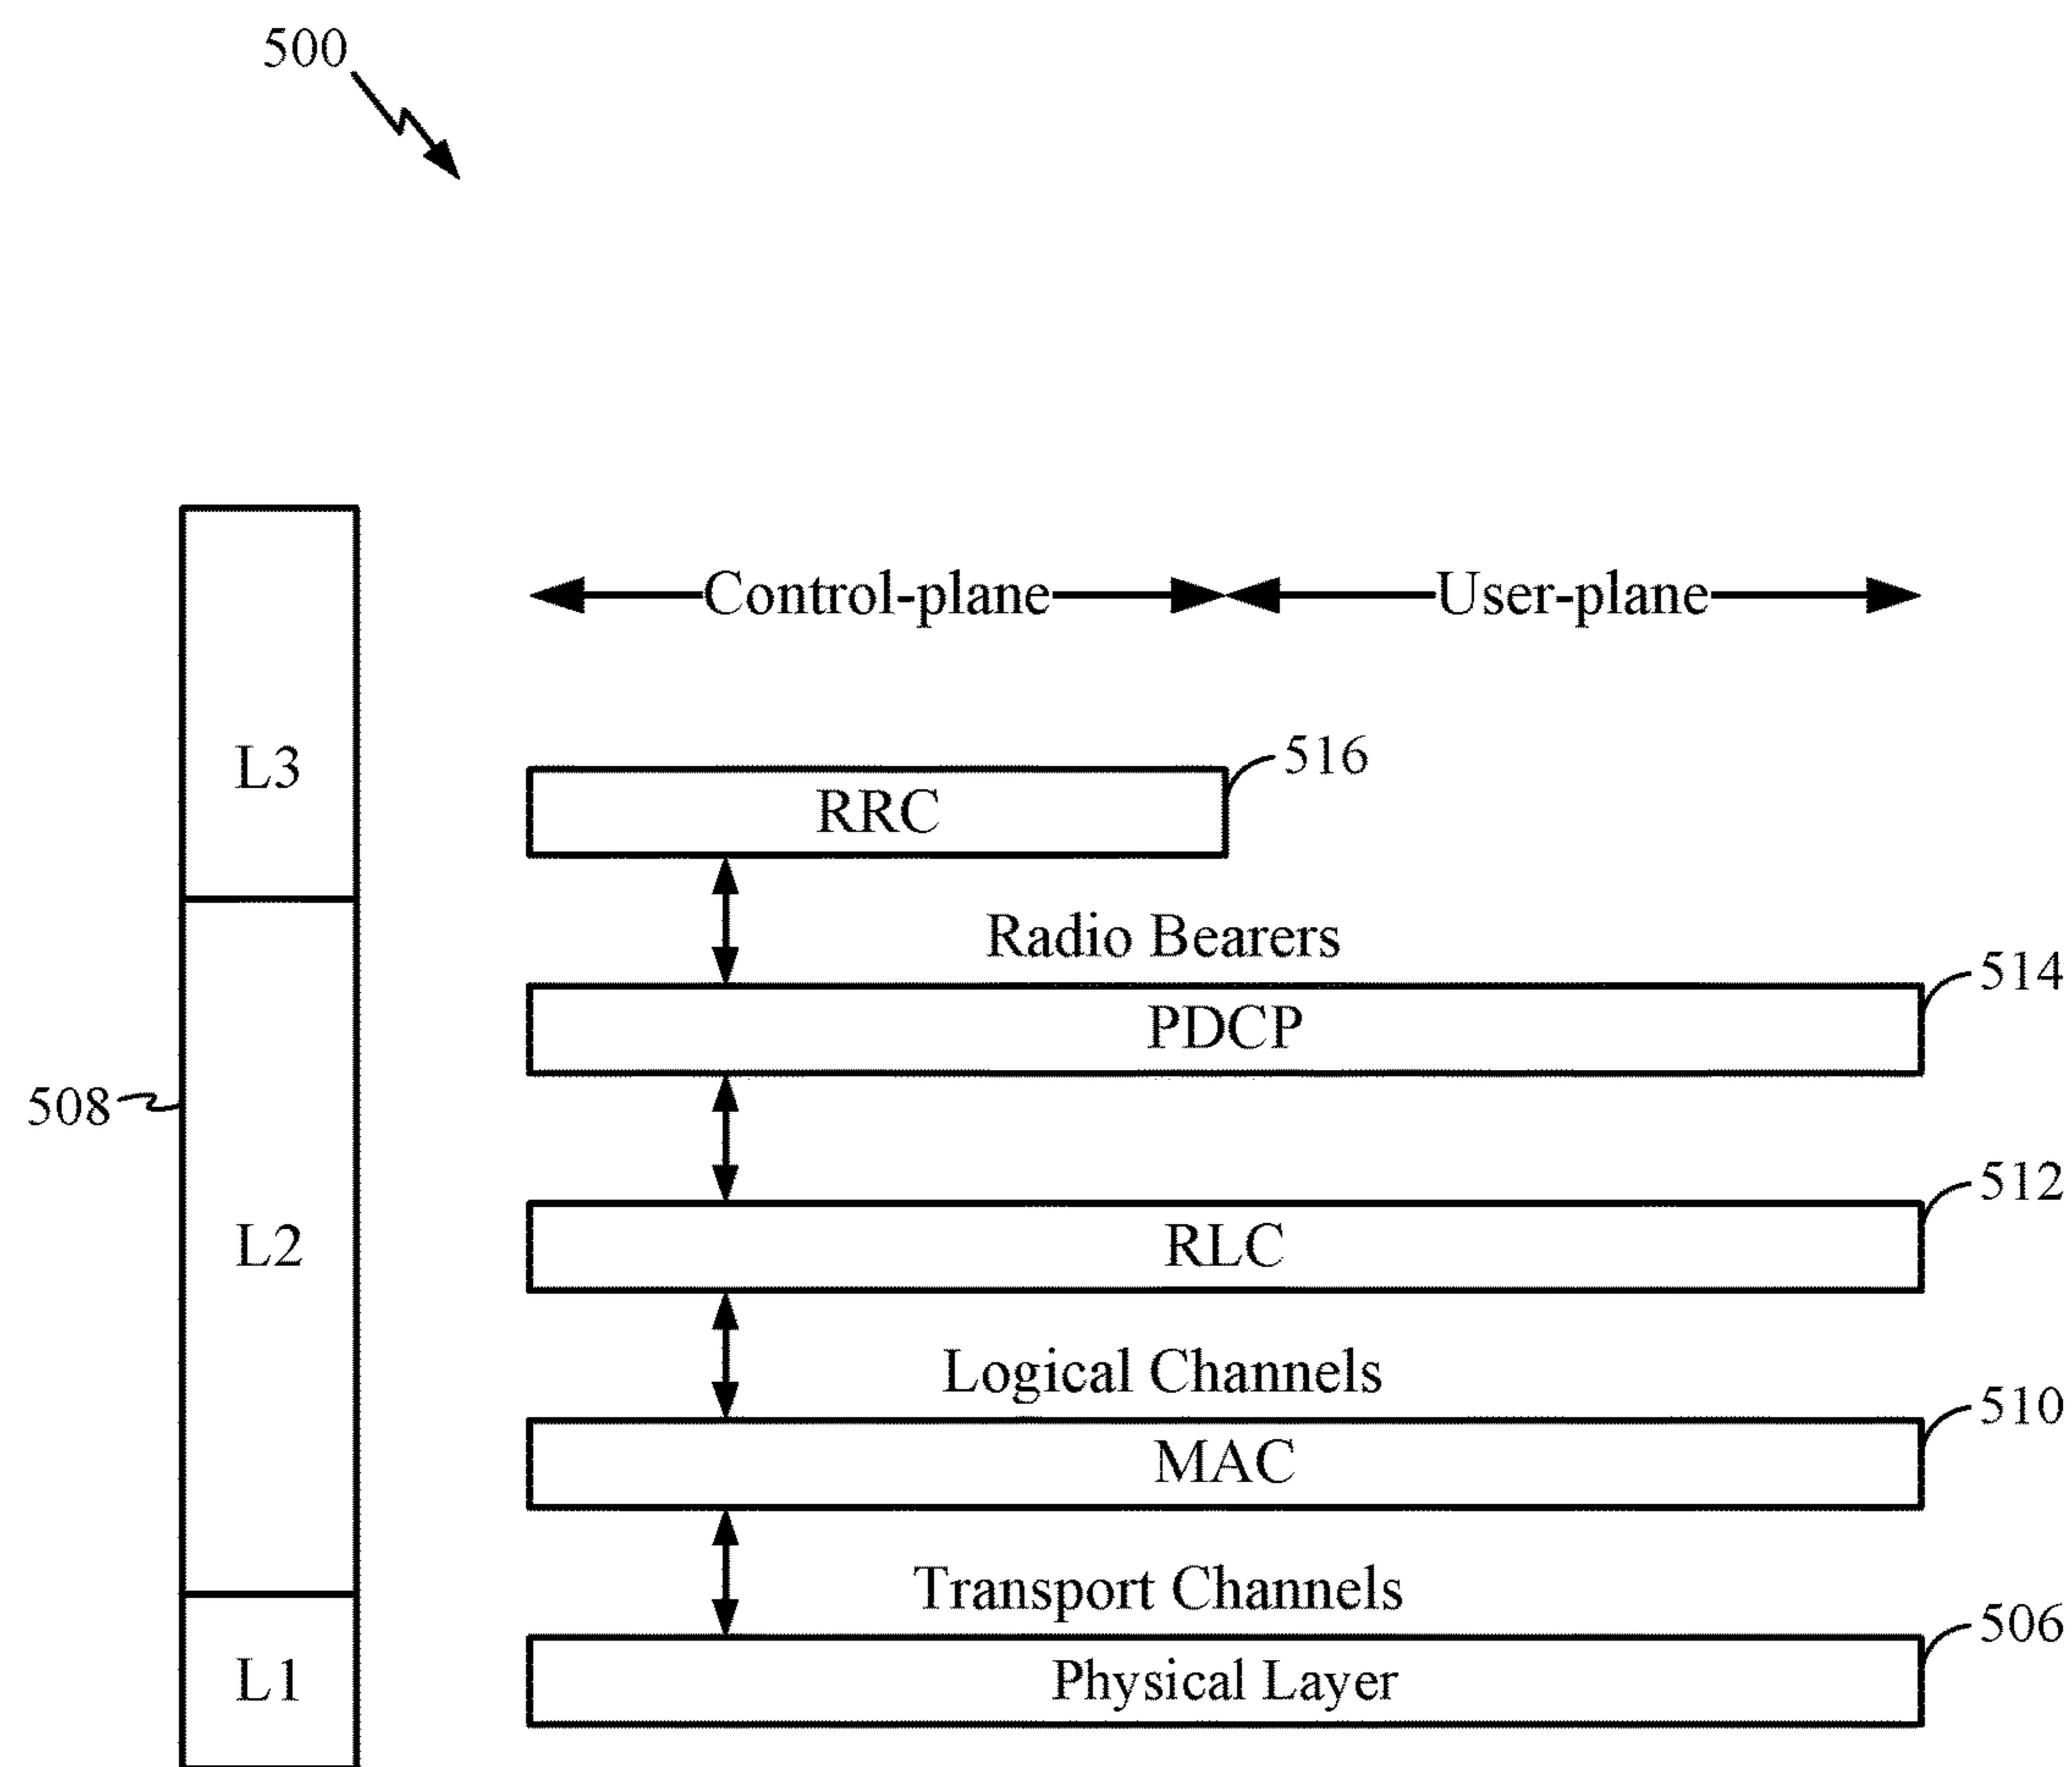 500
Control-plane
User-plane
L3
516
RRC
Radio Bearers
514
PDCP
508
512
L2
RLC
Logical Channels
510
MAC
Transport Channels
506
L1
Physical Layer